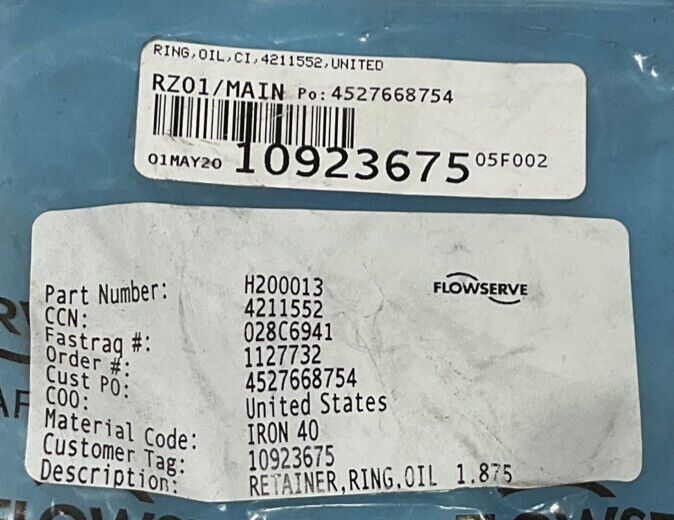 RING,OIL,CI,4211552,UNITED
RZ01/MAIN Po: 4527668754
01MAY20 10923675 05F002
FLOWSERVE
Part Number: H200013
CCN: 4211552
Fastraq #: 028C6941
Order #: 1127732
Cust PO: 4527668754
COO: United States
Material Code: IRON 40
Customer Tag: 10923675
Description: RETAINER,RING,OIL 1.875